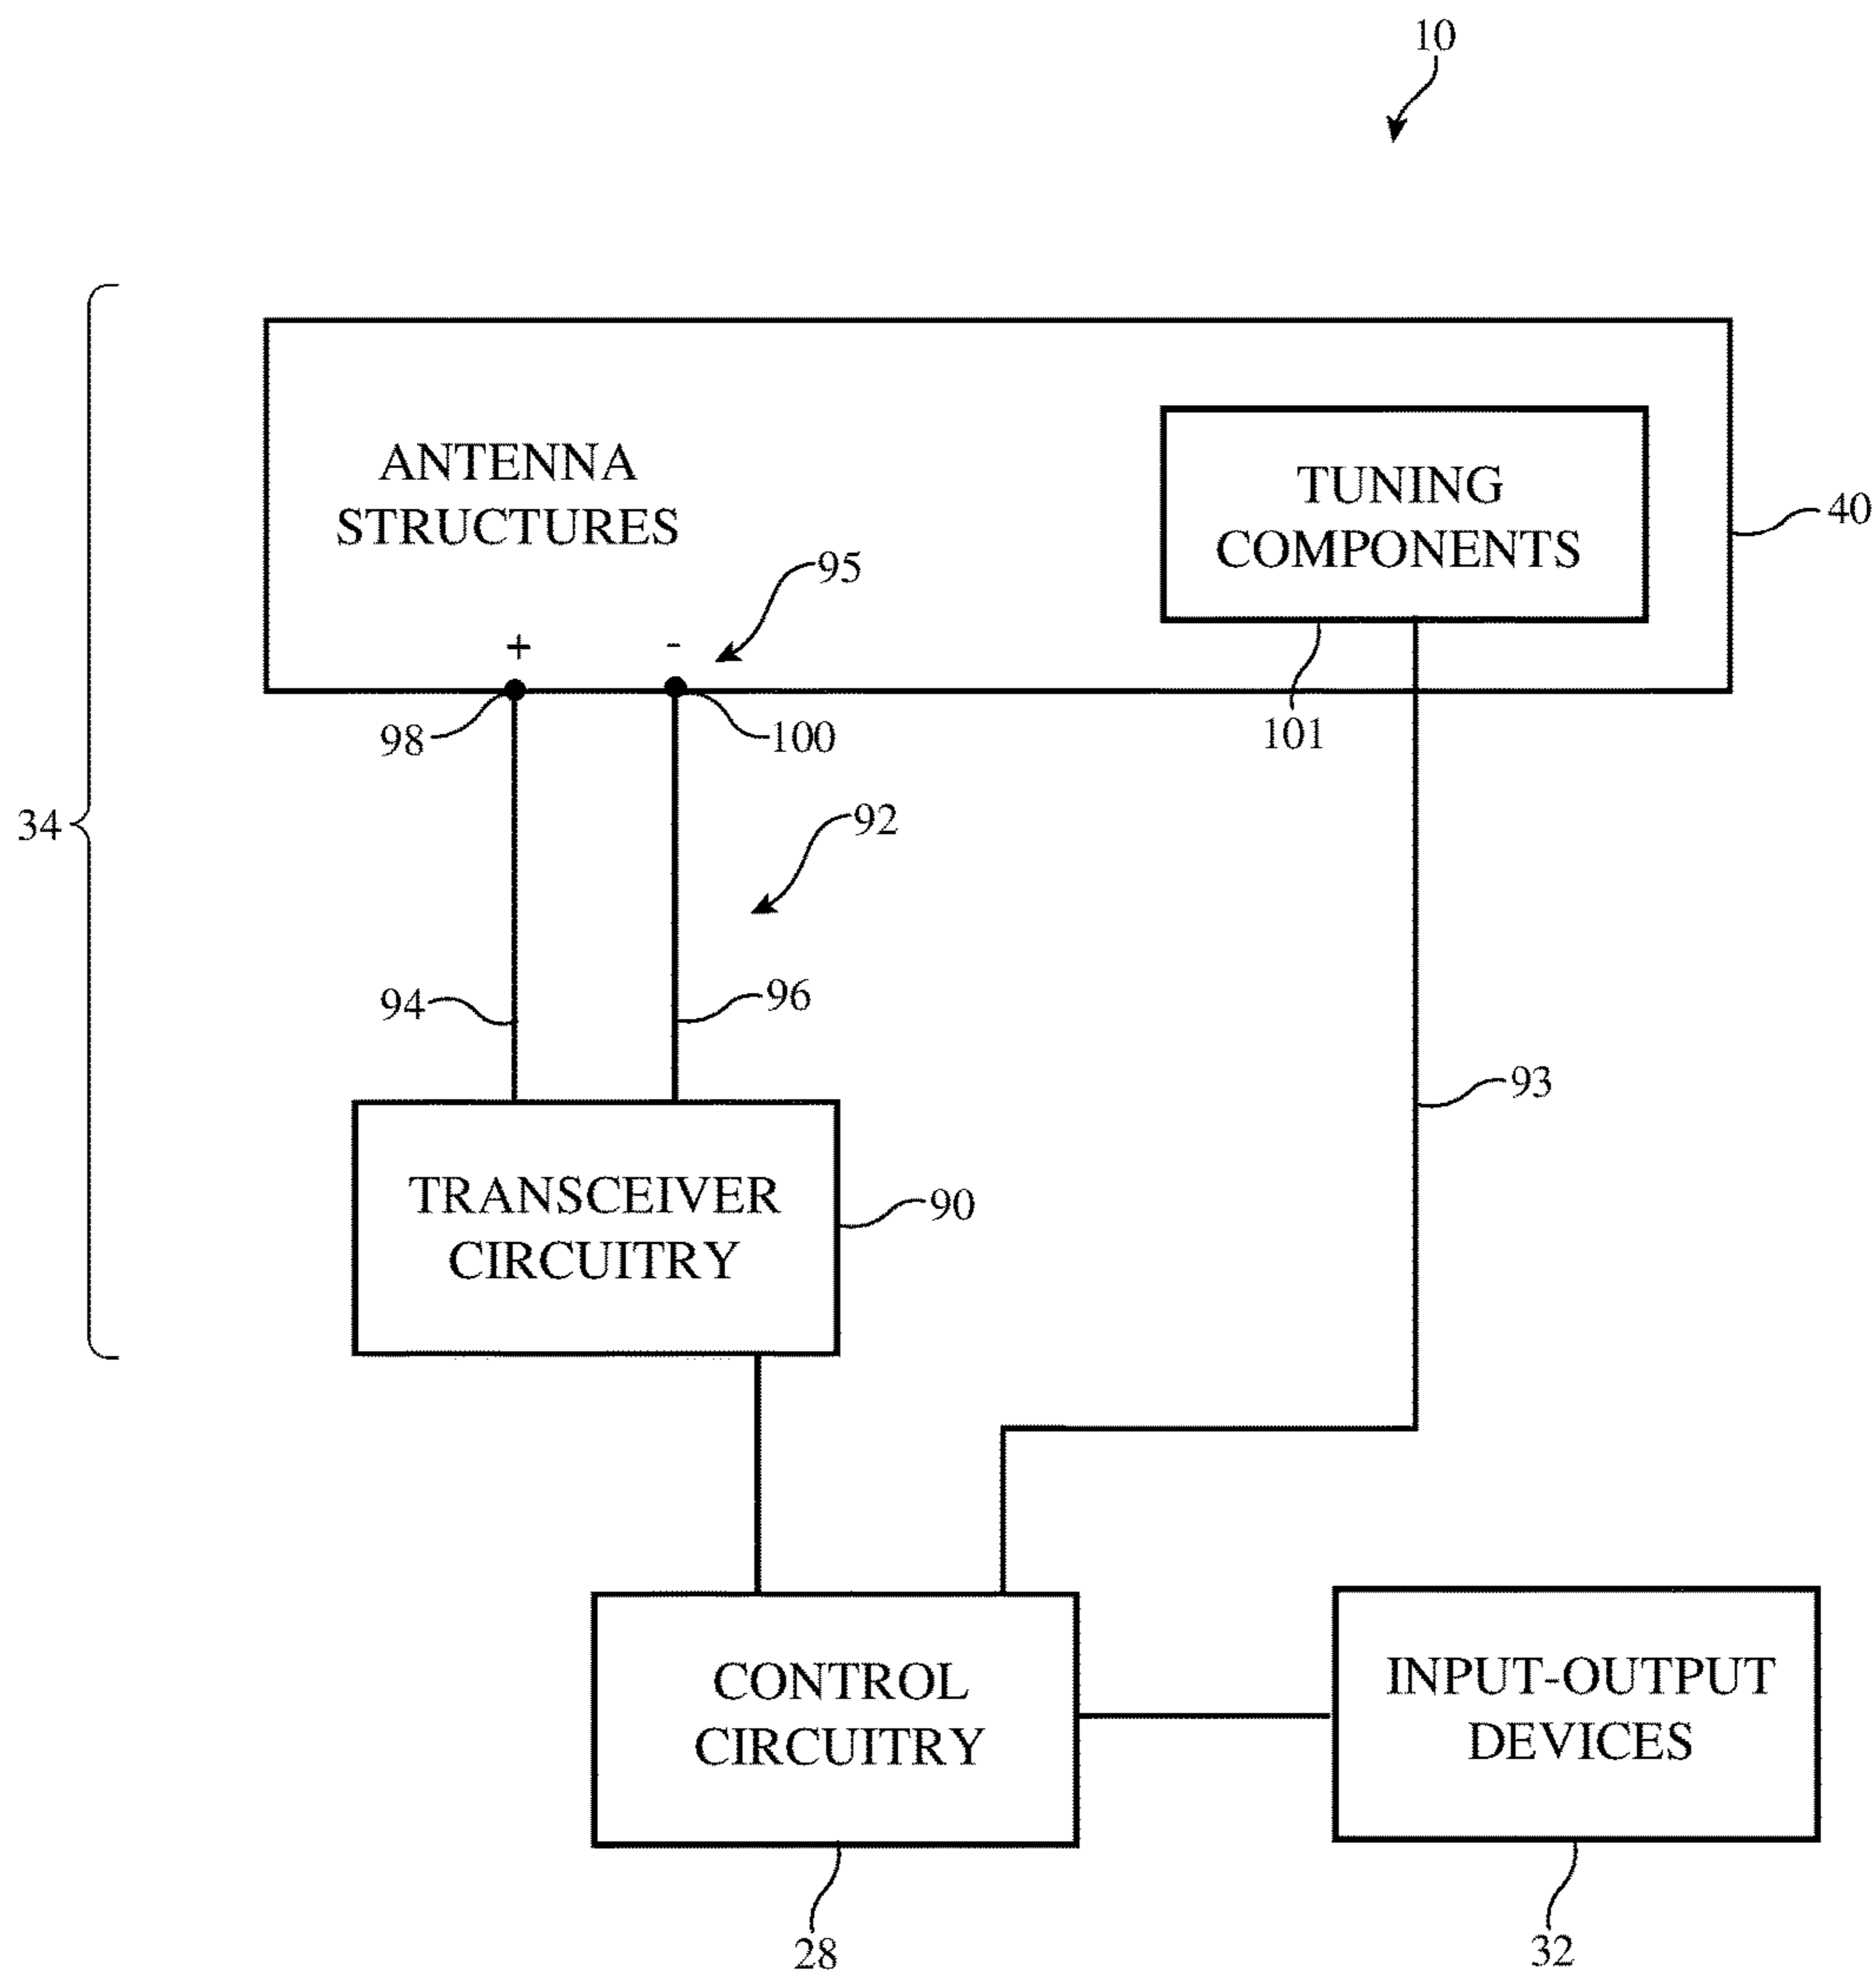 10
ANTENNA
STRUCTURES
TUNING
COMPONENTS
40
95
+
-
98
100
101
34
92
94
96
93
TRANSCEIVER
CIRCUITRY
90
CONTROL
CIRCUITRY
INPUT-OUTPUT
DEVICES
28
32